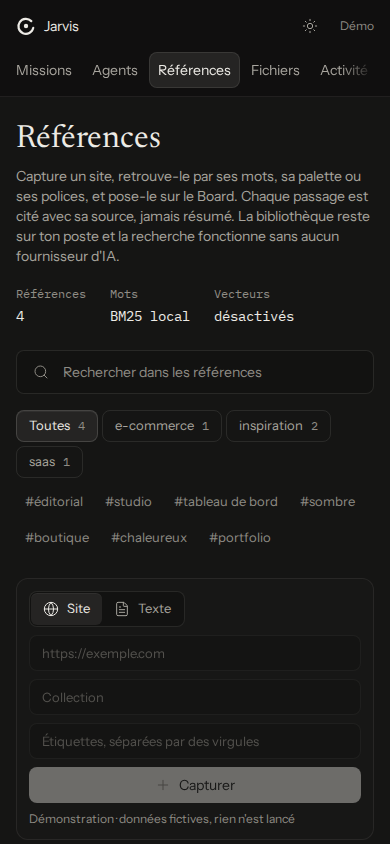 Jarvis
Démo
Missions Agents Références Fichiers Activité
Références
Capture un site, retrouve-le par ses mots, sa palette ou
ses polices, et pose-le sur le Board. Chaque passage est
cité avec sa source, jamais résumé. La bibliothèque reste
sur ton poste et la recherche fonctionne sans aucun
fournisseur d'IA.
Références Mots Vecteurs
4 BM25 local désactivés
Rechercher dans les références
Toutes 4 e-commerce 1 inspiration 2
saas 1
#éditorial #studio #tableau de bord #sombre
#boutique #chaleureux #portfolio
Site Texte
https://exemple.com
Collection
Étiquettes, séparées par des virgules
+ Capturer
Démonstration · données fictives, rien n'est lancé